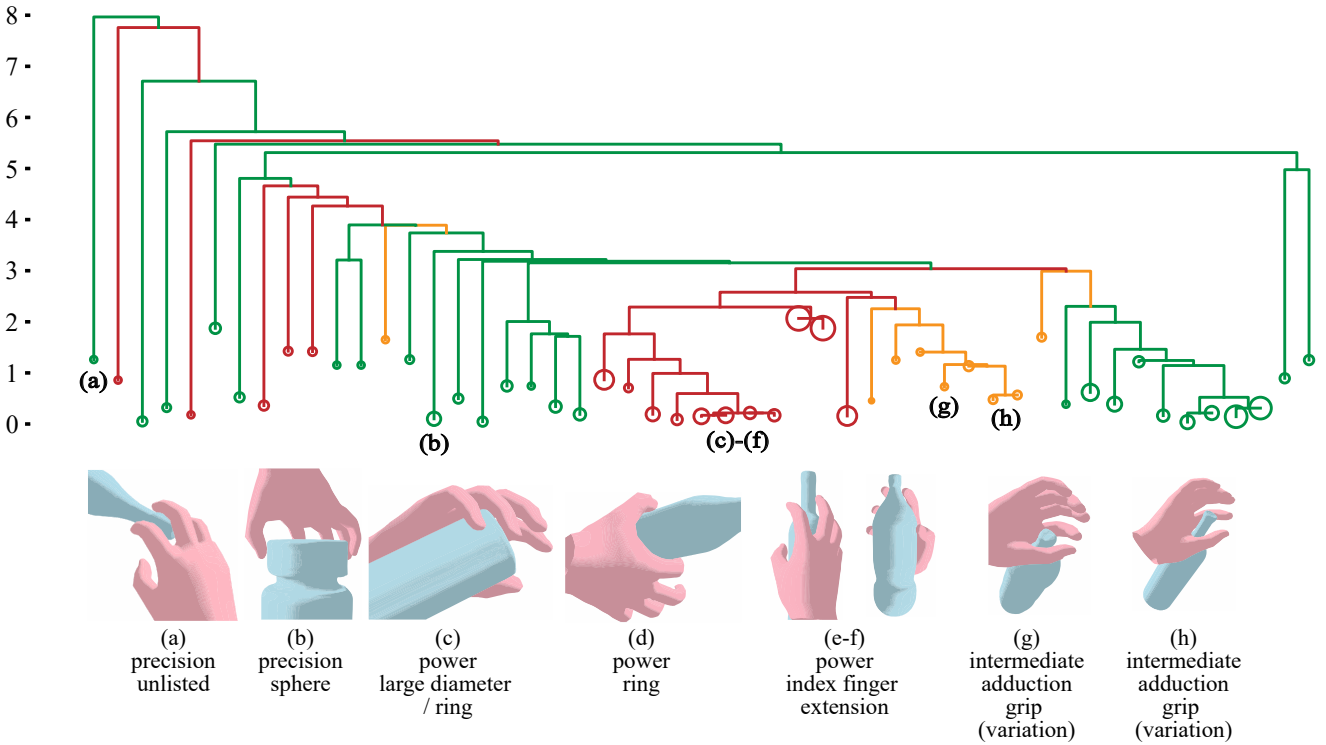 8
7
6
5
4
3
2
1
0
(a)
(b)
(c)-(f)
(g)
(h)
(a)
precision
unlisted
(b)
precision
sphere
(c)
power
large diameter
/ ring
(d)
power
ring
(e-f)
power
index finger
extension
(g)
intermediate
adduction
grip
(variation)
(h)
intermediate
adduction
grip
(variation)